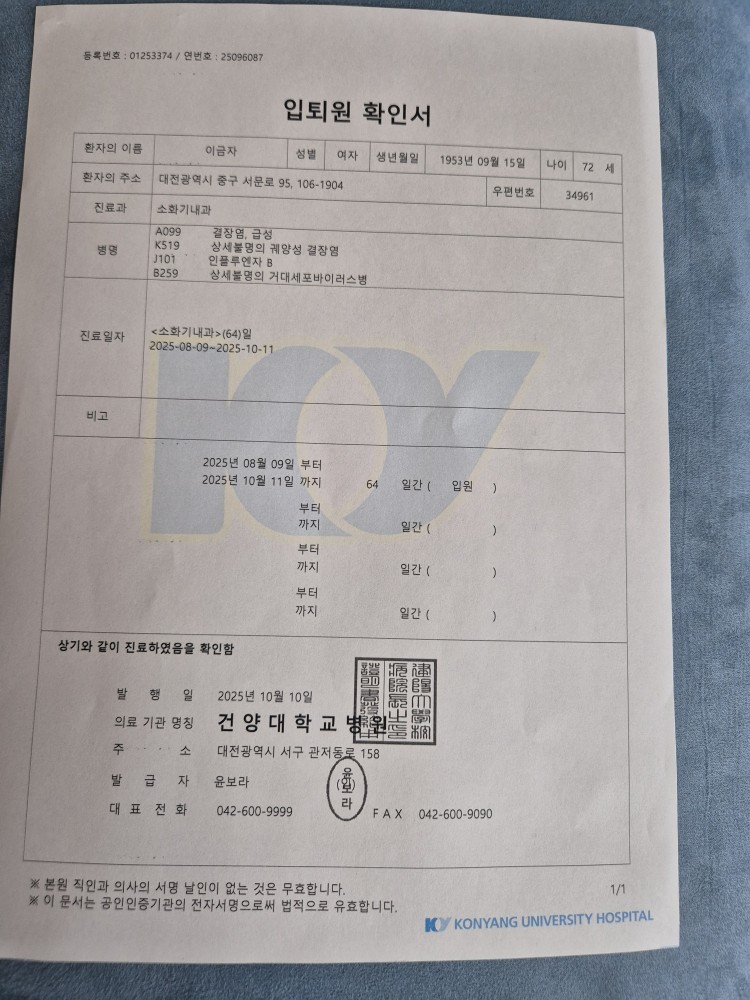 등록번호 : 01253374 / 연번호 : 25096087
입퇴원 확인서
환자의 이름 이금자 성별 여자 생년월일 1953년 09월 15일 나이 72 세
환자의 주소 대전광역시 중구 서문로 95, 106-1904 우편번호 34961
진료과 소화기내과
병명
A099 결장염, 급성
K519 상세불명의 궤양성 결장염
J101 인플루엔자 B
B259 상세불명의 거대세포바이러스병
진료일자
<소화기내과>(64)일
2025-08-09~2025-10-11
비고
2025년 08월 09일 부터
2025년 10월 11일 까지 64 일간 ( 입원 )
부터
까지 일간 ( )
부터
까지 일간 ( )
부터
까지 일간 ( )
상기와 같이 진료하였음을 확인함
발 행 일 2025년 10월 10일
의료 기관 명칭 건양대학교병원
주 소 대전광역시 서구 관저동로 158
발 급 자 윤보라
윤보라
(인)
대 표 전 화 042-600-9999 F A X 042-600-9090
※ 본원 직인과 의사의 서명 날인이 없는 것은 무효합니다.
※ 이 문서는 공인인증기관의 전자서명으로써 법적으로 유효합니다.
1/1
KY KONYANG UNIVERSITY HOSPITAL